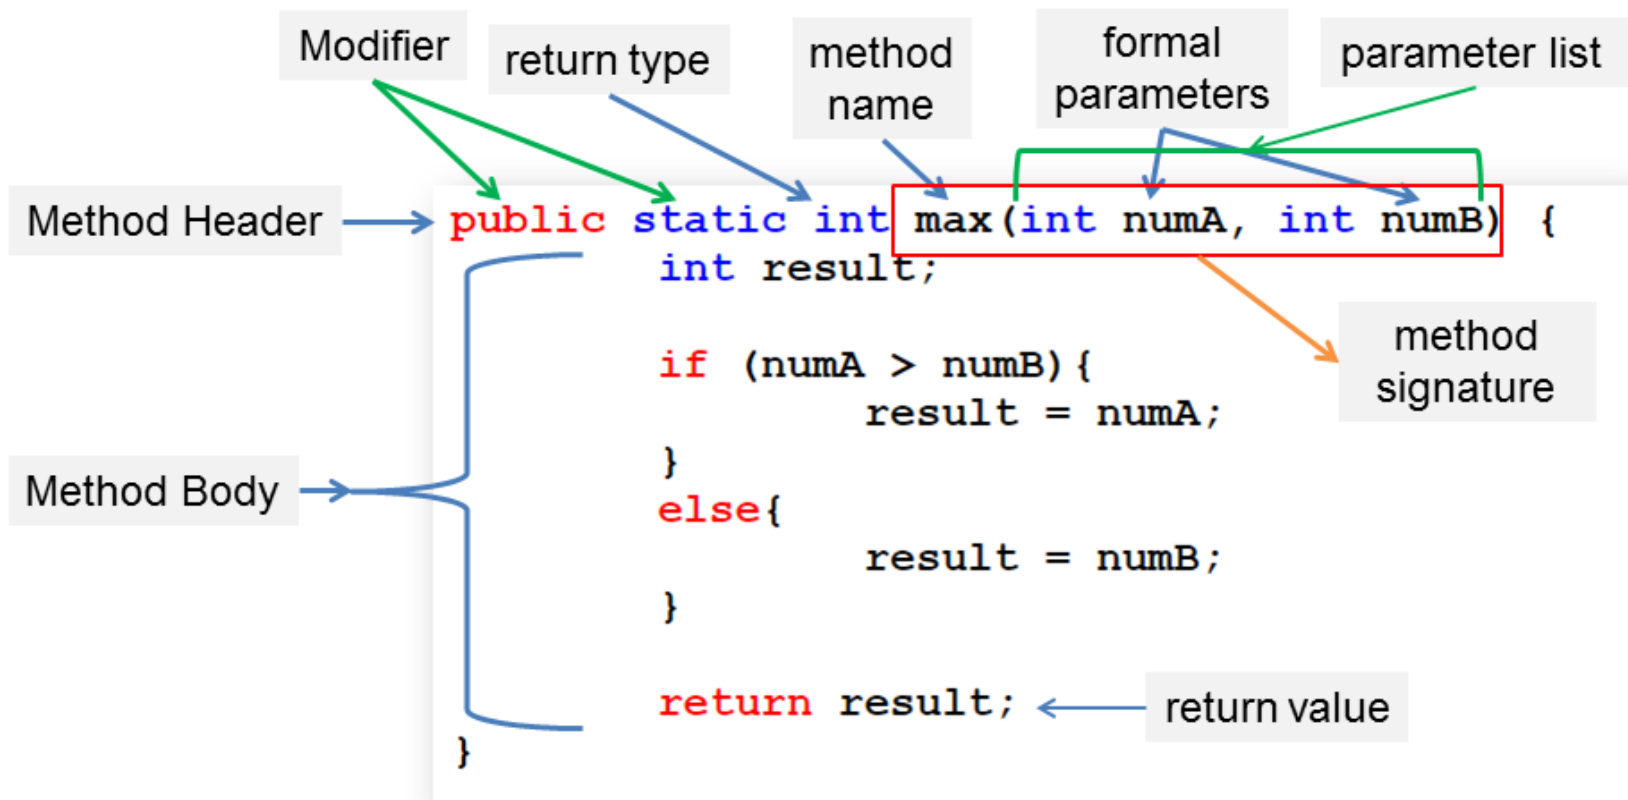 Modifier
return type
method
name
formal
parameters
parameter list
Method Header
public static int max(int numA, int numB) {
int result;
if (numA > numB){
result = numA;
}
else{
result = numB;
}
return result;
}
method
signature
Method Body
return value